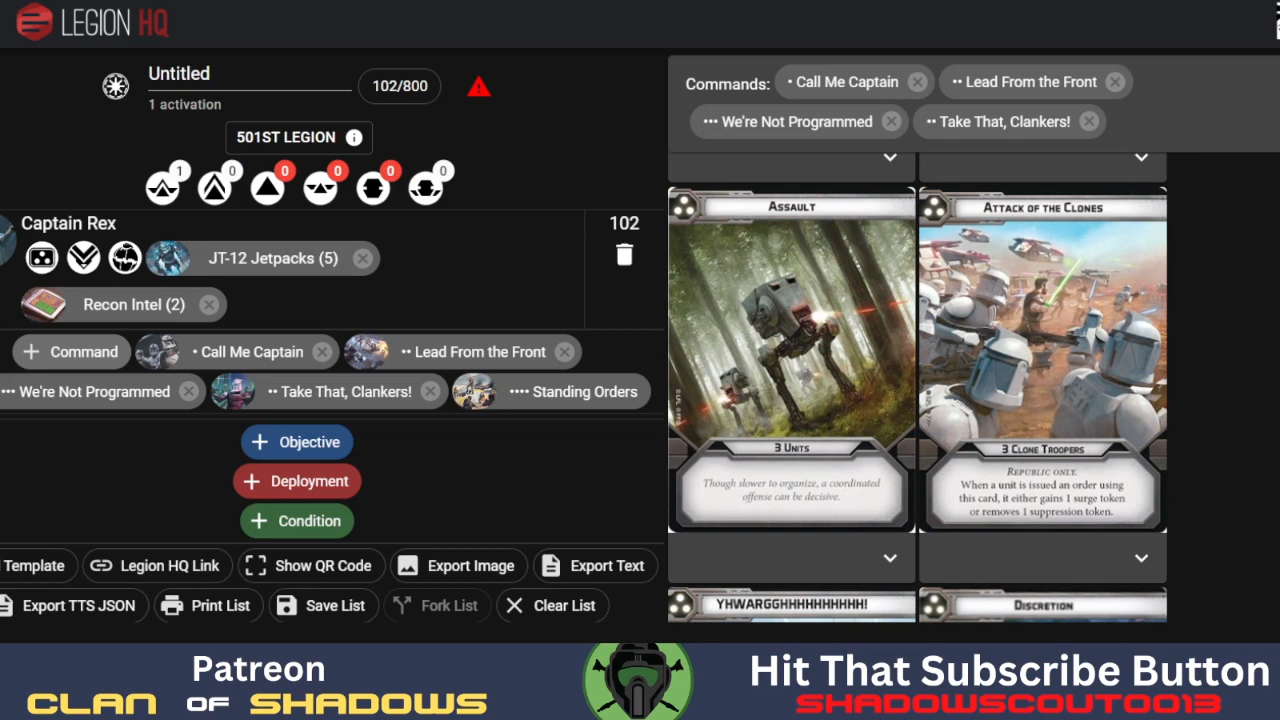 LEGION HQ
Untitled
102/800
1 activation
501ST LEGION
1 0 0 0 0 0
Captain Rex
102
JT-12 Jetpacks (5)
Recon Intel (2)
+ Command
• Call Me Captain
•• Lead From the Front
••• We're Not Programmed
•• Take That, Clankers!
•••• Standing Orders
+ Objective
+ Deployment
+ Condition
Template
Legion HQ Link
Show QR Code
Export Image
Export Text
Export TTS JSON
Print List
Save List
Fork List
Clear List
Commands:
• Call Me Captain
•• Lead From the Front
••• We're Not Programmed
•• Take That, Clankers!
Assault
3 Units
Though slower to organize, a coordinated
offense can be decisive.
Attack of the Clones
3 Clone Troopers
Republic only.
When a unit is issued an order using
this card, it either gains 1 surge token
or removes 1 suppression token.
YHWARGGHHHHHHHHHH!
Discretion
Patreon
CLAN OF SHADOWS
Hit That Subscribe Button
SHADOWSCOUT0013